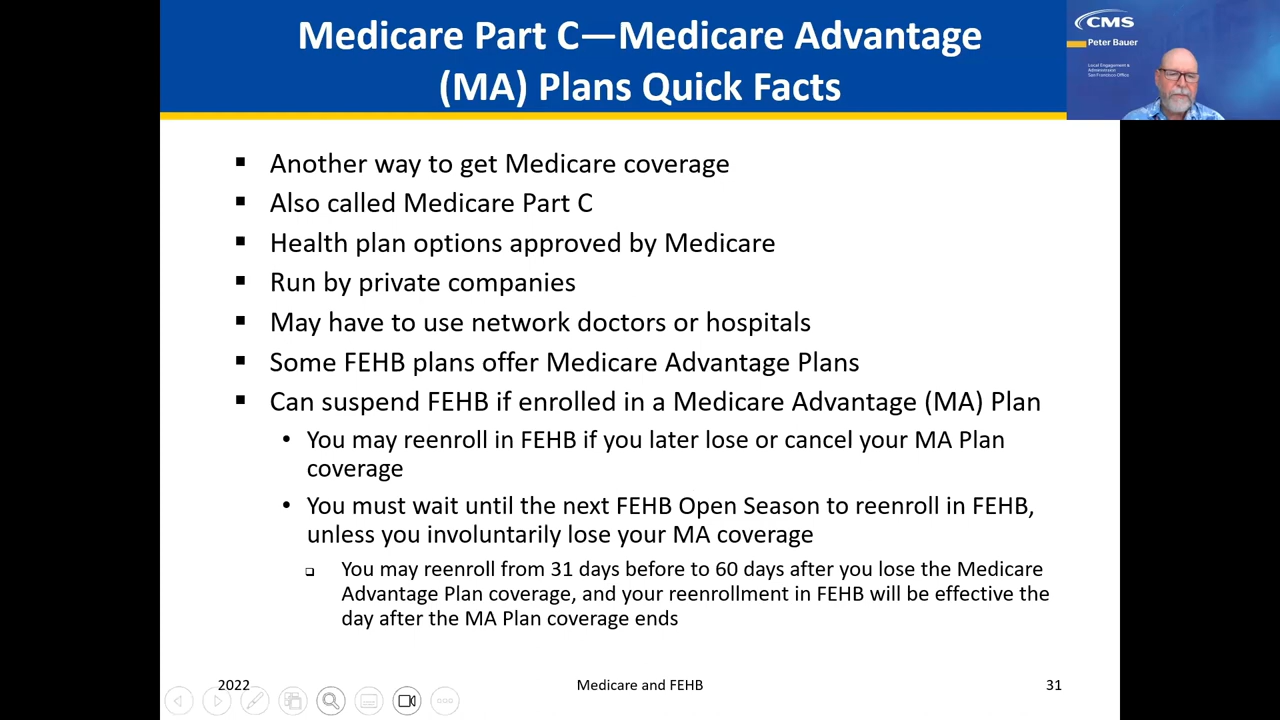 Medicare Part C—Medicare Advantage
(MA) Plans Quick Facts
CMS
Peter Bauer
Local Engagement &
Administration
San Francisco Office
Another way to get Medicare coverage
Also called Medicare Part C
Health plan options approved by Medicare
Run by private companies
May have to use network doctors or hospitals
Some FEHB plans offer Medicare Advantage Plans
Can suspend FEHB if enrolled in a Medicare Advantage (MA) Plan
You may reenroll in FEHB if you later lose or cancel your MA Plan
coverage
You must wait until the next FEHB Open Season to reenroll in FEHB,
unless you involuntarily lose your MA coverage
You may reenroll from 31 days before to 60 days after you lose the Medicare
Advantage Plan coverage, and your reenrollment in FEHB will be effective the
day after the MA Plan coverage ends
2022
Medicare and FEHB
31